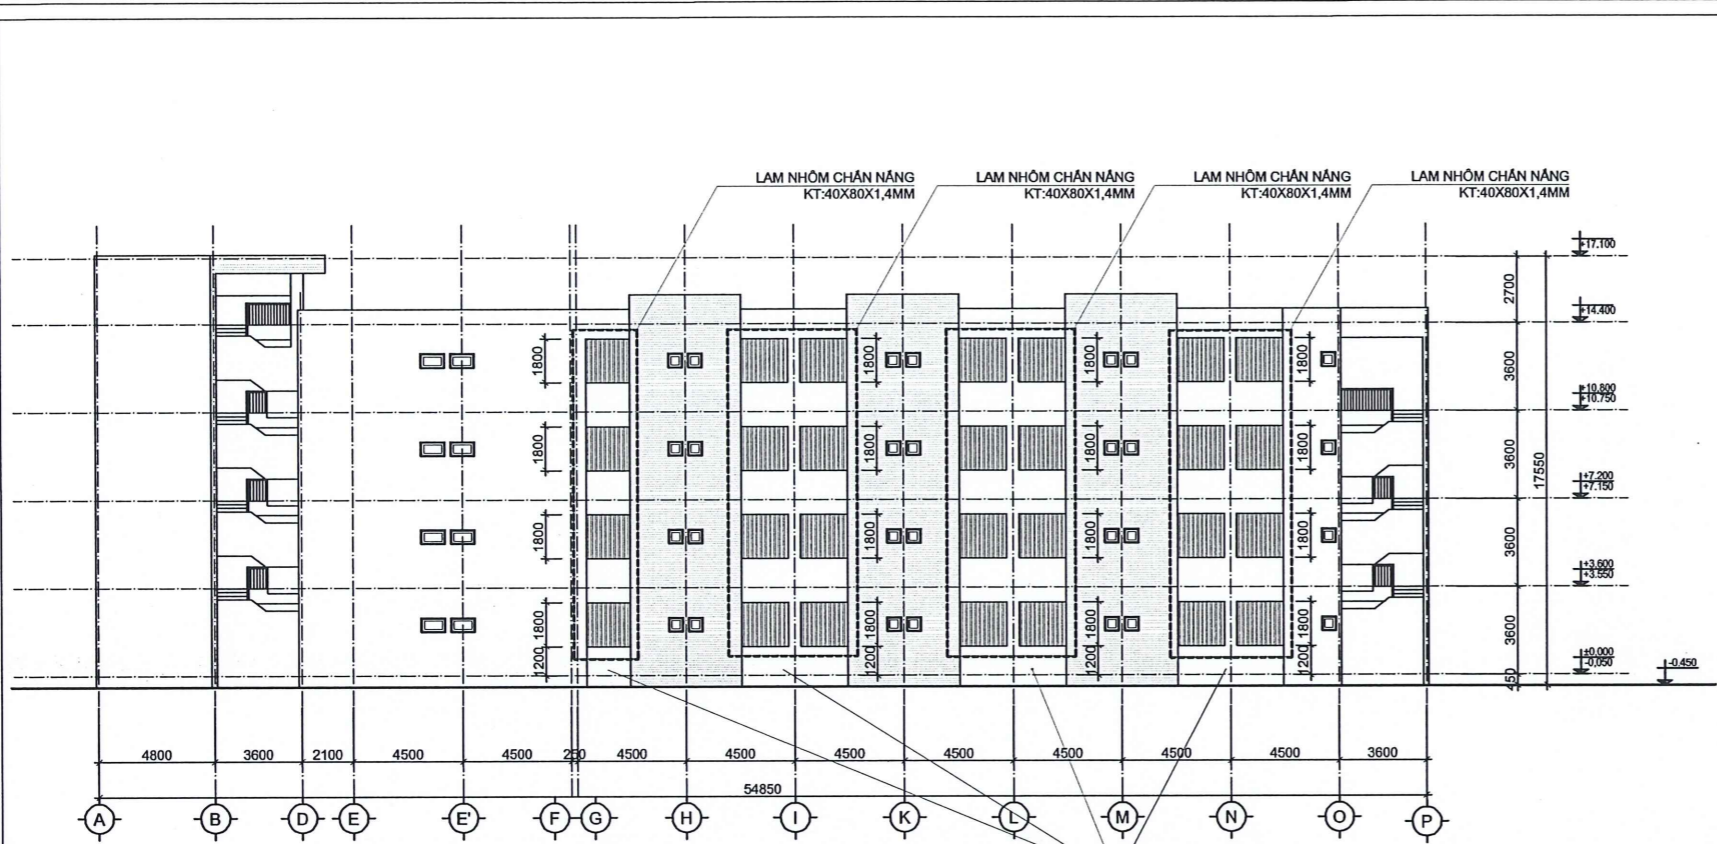 LAM NHÔM CHẮN NẮNG
KT:40X80X1,4MM
LAM NHÔM CHẮN NẮNG
KT:40X80X1,4MM
LAM NHÔM CHẮN NẮNG
KT:40X80X1,4MM
LAM NHÔM CHẮN NẮNG
KT:40X80X1,4MM
+17.100
2700
+14.400
1800
1800
1800
1800
3600
+10.800
+10.750
1800
1800
1800
1800
3600
17550
+7.200
+7.150
1800
1800
1800
1800
3600
+3.600
+3.550
1800
1800
1800
1800
3600
1200
1200
1200
1200
±0.000
-0,050
450
-0.450
4800
3600
2100
4500
4500
250
4500
4500
4500
4500
4500
4500
4500
3600
54850
A
B
D
E
E'
F
G
H
I
K
L
M
N
O
P